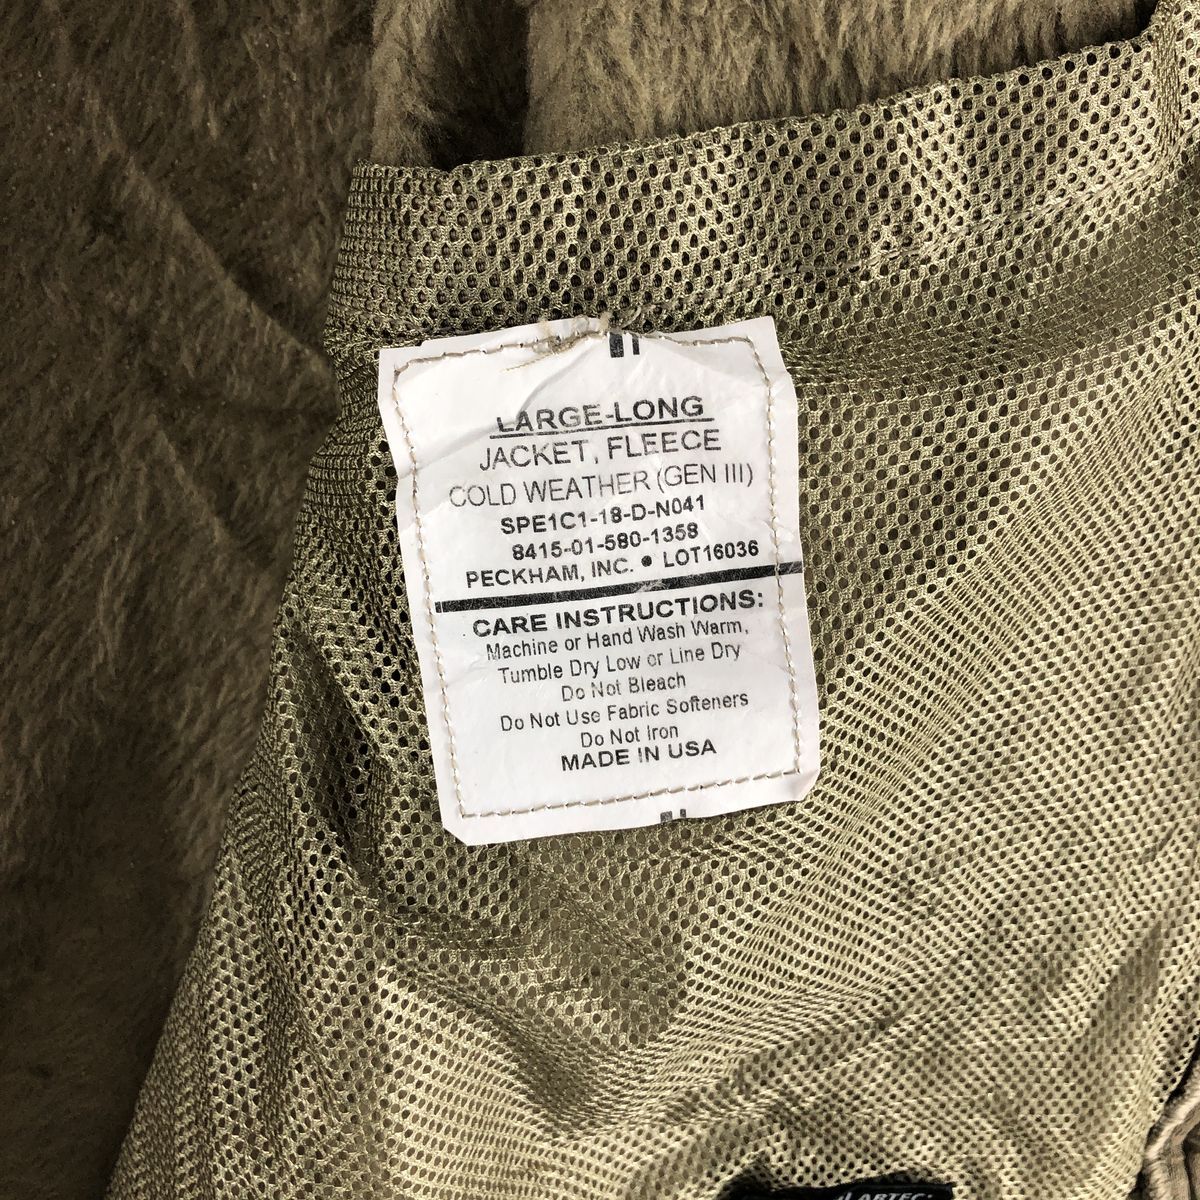 LARGE-LONG
JACKET, FLEECE
COLD WEATHER (GEN III)
SPE1C1-18-D-N041
8415-01-580-1358
PECKHAM, INC. • LOT16036
CARE INSTRUCTIONS:
Machine or Hand Wash Warm,
Tumble Dry Low or Line Dry
Do Not Bleach
Do Not Use Fabric Softeners
Do Not Iron
MADE IN USA